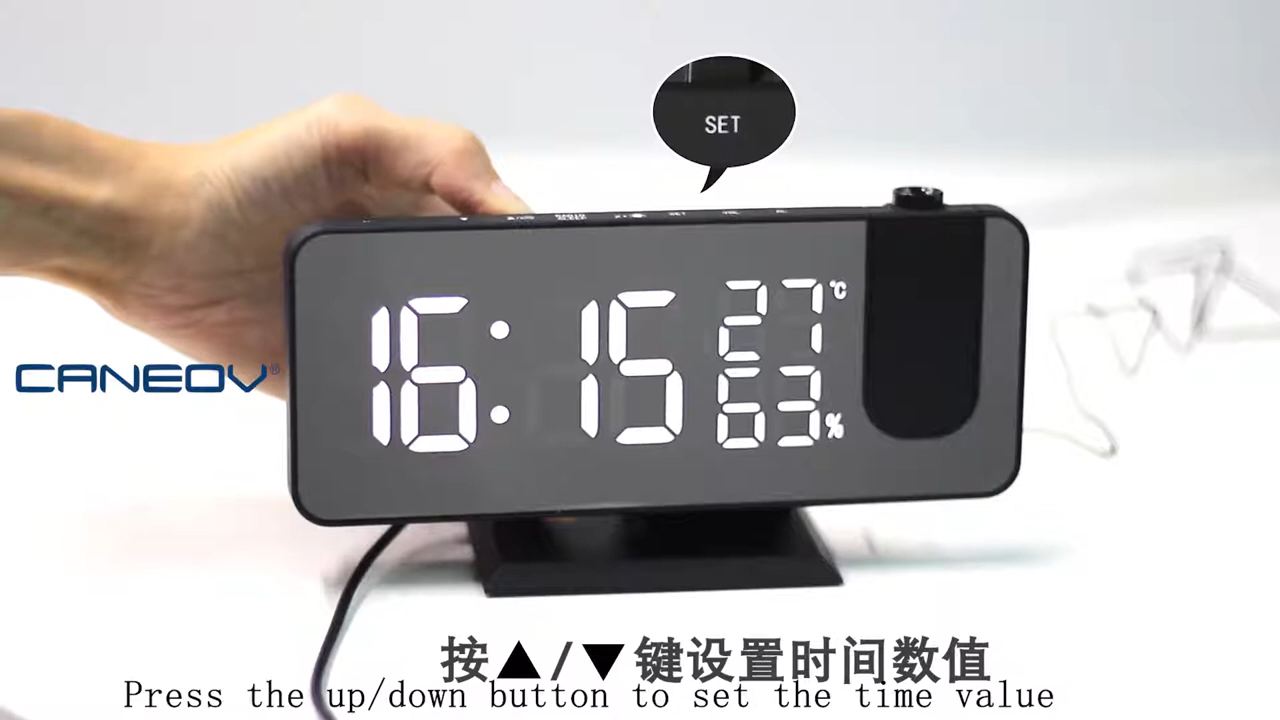 SET
SET
CANEOV®
16:15
27°C
63%
按▲/▼键设置时间数值
Press the up/down button to set the time value